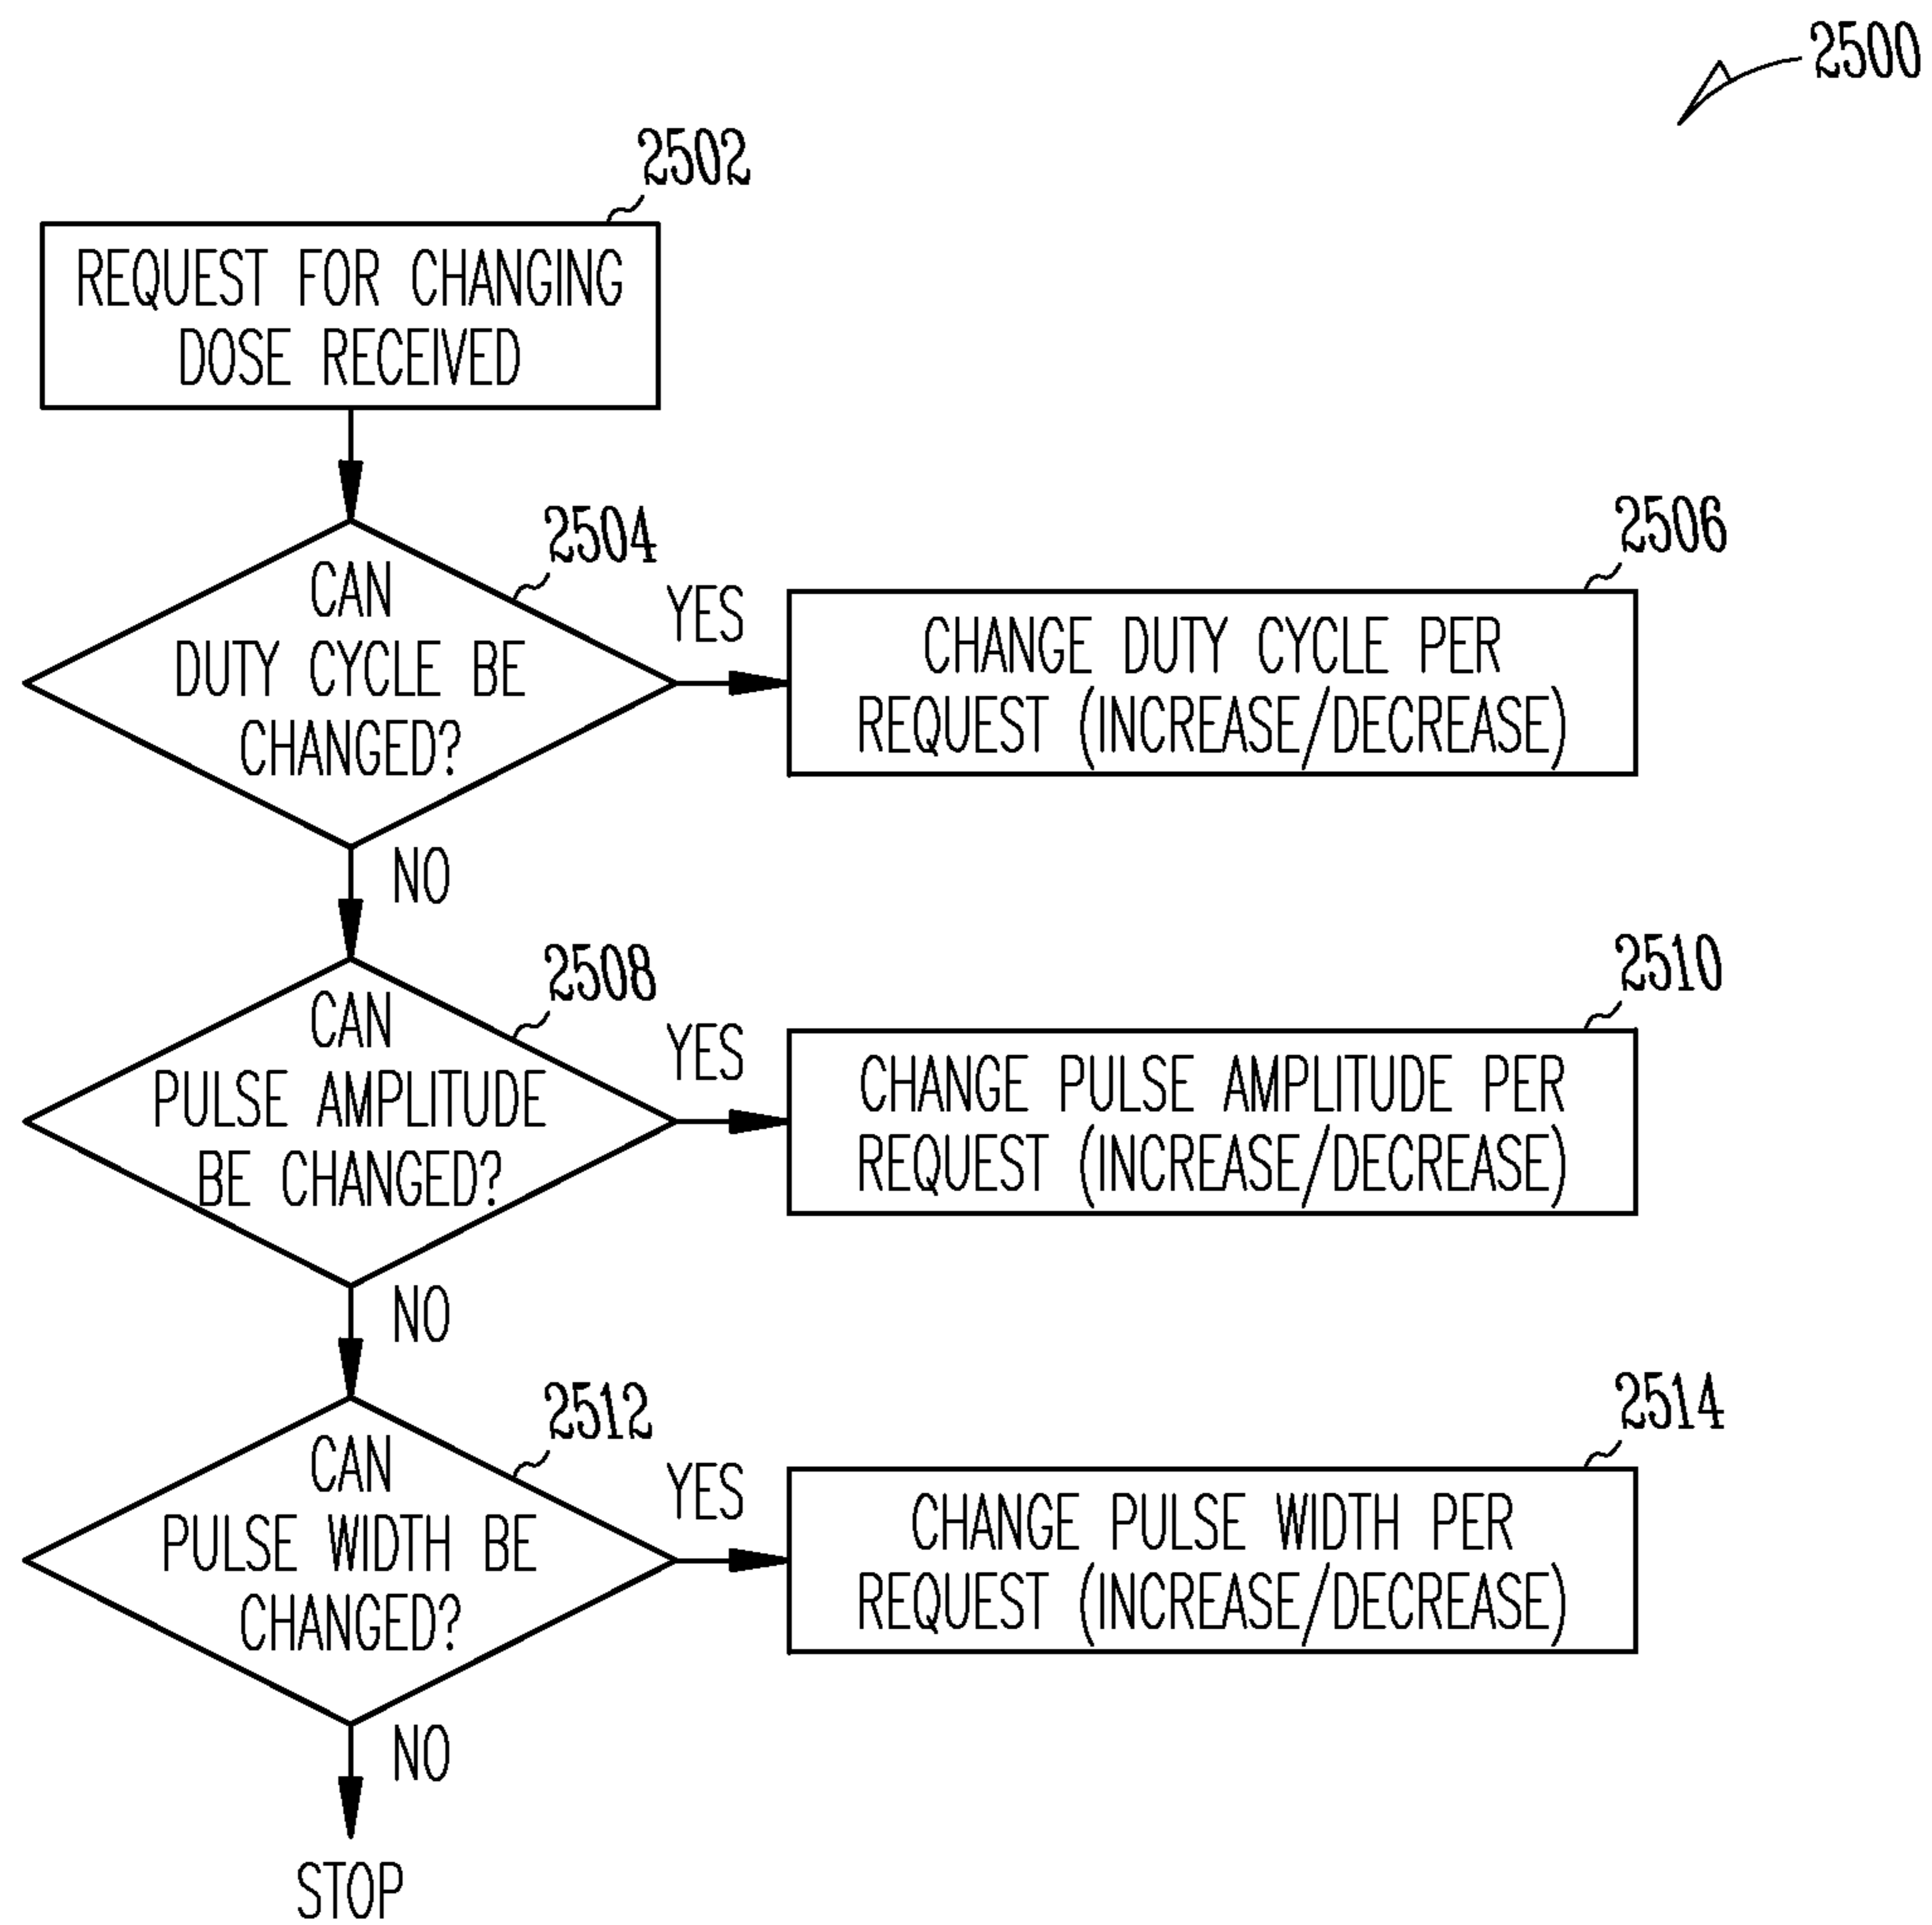 2500
2502
REQUEST FOR CHANGING
DOSE RECEIVED
2504
CAN
DUTY CYCLE BE
CHANGED?
YES
2506
CHANGE DUTY CYCLE PER
REQUEST (INCREASE/DECREASE)
NO
2508
CAN
PULSE AMPLITUDE
BE CHANGED?
YES
2510
CHANGE PULSE AMPLITUDE PER
REQUEST (INCREASE/DECREASE)
NO
2512
CAN
PULSE WIDTH BE
CHANGED?
YES
2514
CHANGE PULSE WIDTH PER
REQUEST (INCREASE/DECREASE)
NO
STOP